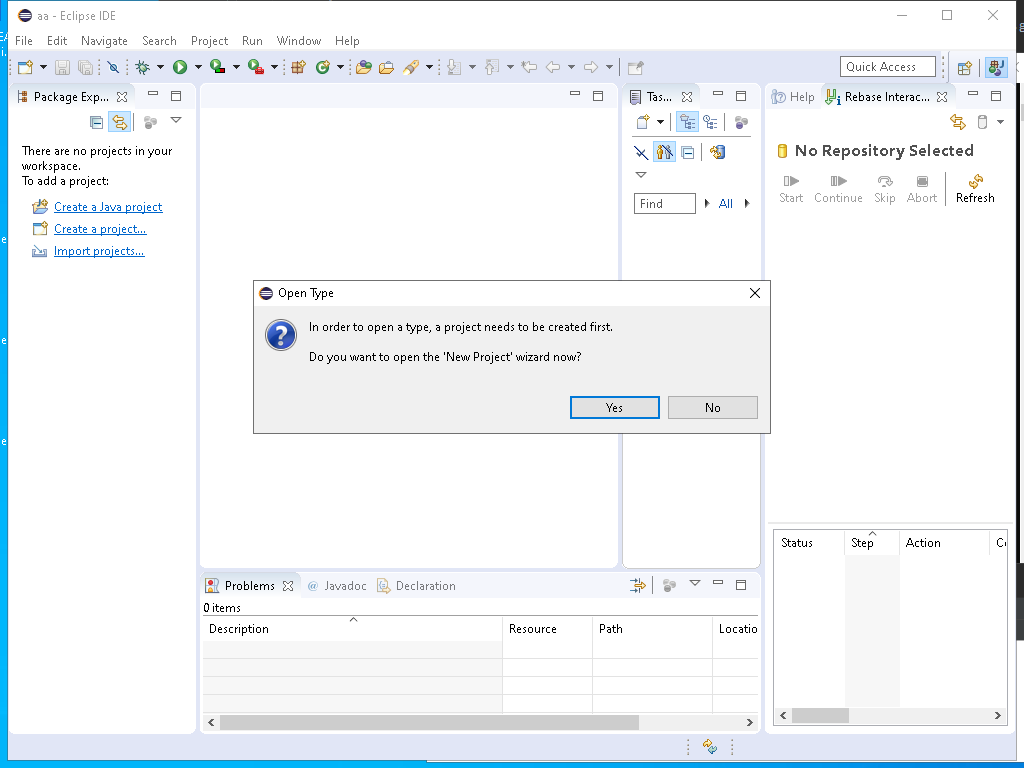 aa - Eclipse IDE
File Edit Navigate Search Project Run Window Help
Quick Access
Package Exp...
There are no projects in your
workspace.
To add a project:
Create a Java project
Create a project...
Import projects...
Tas...
Find
All
Help
Rebase Interac...
No Repository Selected
Start Continue Skip Abort Refresh
Open Type
In order to open a type, a project needs to be created first.
Do you want to open the 'New Project' wizard now?
Yes No
Status Step Action
Problems @ Javadoc Declaration
0 items
Description Resource Path Locatio